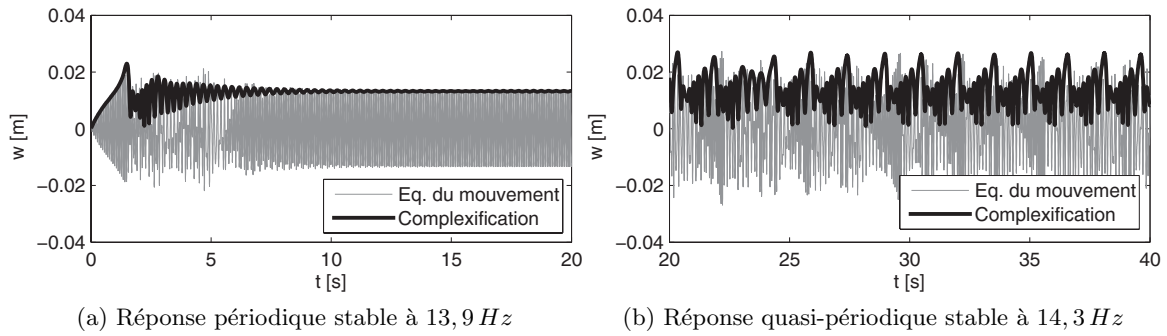 0.04
0.02
0
−0.02
−0.04
w [m]
0
5
10
15
20
t [s]
Eq. du mouvement
Complexification
(a) Réponse périodique stable à 13, 9 Hz
0.04
0.02
0
−0.02
−0.04
w [m]
20
25
30
35
40
t [s]
Eq. du mouvement
Complexification
(b) Réponse quasi-périodique stable à 14, 3 Hz